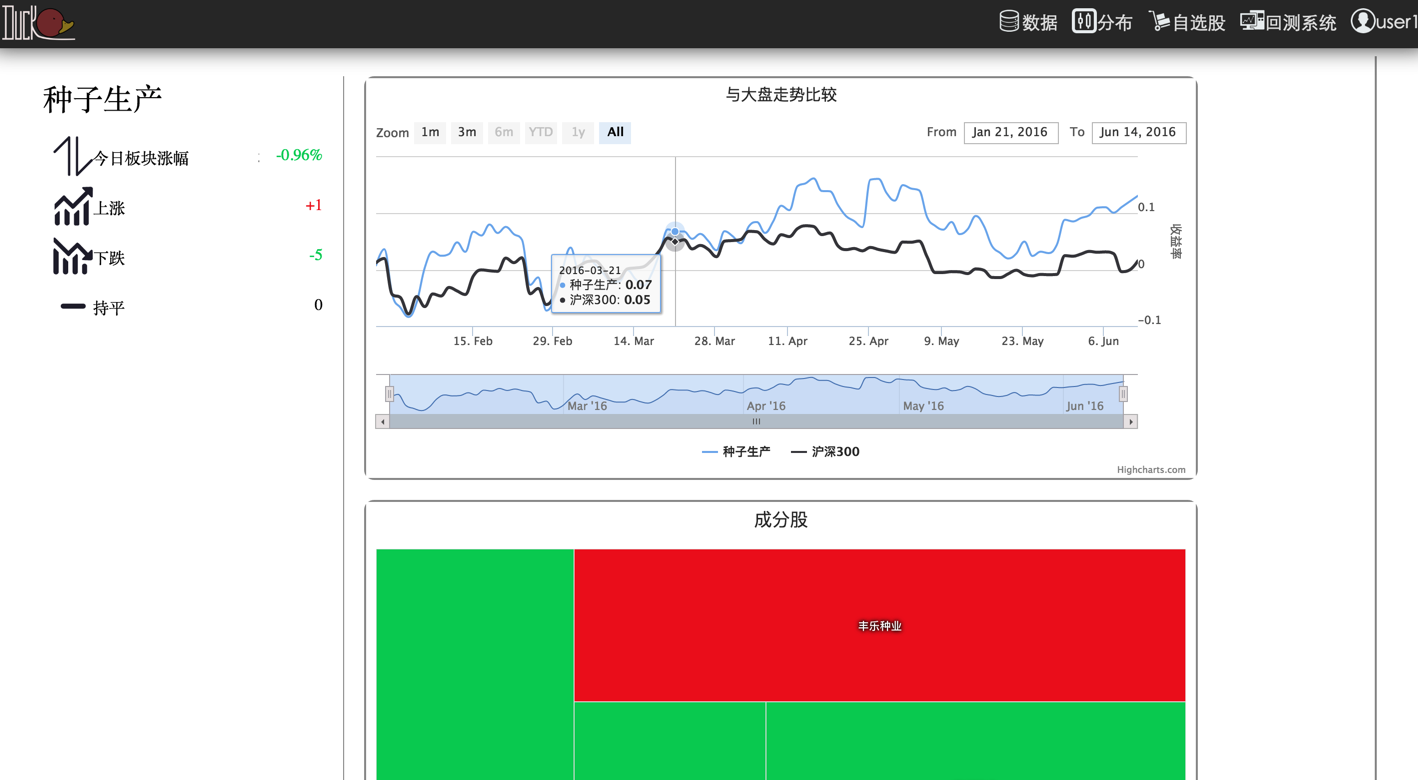 Duck
数据 分布 自选股 回测系统 user1
种子生产
今日板块涨幅 : -0.96%
上涨 +1
下跌 -5
持平 0
与大盘走势比较
Zoom 1m 3m 6m YTD 1y All From Jan 21, 2016 To Jun 14, 2016
0.1
0
-0.1
收益率
2016-03-21
种子生产: 0.07
沪深300: 0.05
15. Feb 29. Feb 14. Mar 28. Mar 11. Apr 25. Apr 9. May 23. May 6. Jun
Mar '16 Apr '16 May '16 Jun '16
种子生产 沪深300
Highcharts.com
成分股
丰乐种业